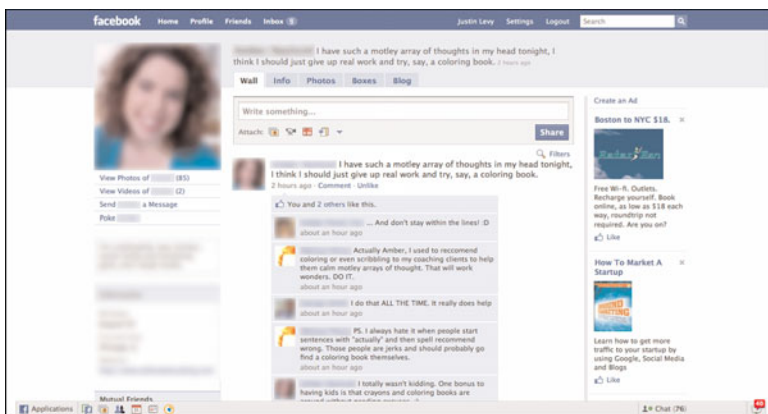 facebook Home Profile Friends Inbox 5 Justin Levy Settings Logout Search
I have such a motley array of thoughts in my head tonight, I
think I should just give up real work and try, say, a coloring book. 2 hours ago
Wall Info Photos Boxes Blog
Write something...
Attach:
Share
Filters
I have such a motley array of thoughts in my head tonight,
I think I should just give up real work and try, say, a coloring book.
2 hours ago · Comment · Unlike
You and 2 others like this.
... And don't stay within the lines! :D
about an hour ago
Actually Amber, I used to reccomend
coloring or even scribbling to my coaching clients to help
them calm motley arrays of thought. That will work
wonders. DO IT.
about an hour ago
I do that ALL THE TIME. It really does help
about an hour ago
PS. I always hate it when people start
sentences with "actually" and then spell recommend
wrong. Those people are jerks and should probably go
find a coloring book themselves.
about an hour ago
I totally wasn't kidding. One bonus to
having kids is that crayons and coloring books are
View Photos of (85)
View Videos of (2)
Send a Message
Poke
Mutual Friends
Create an Ad
Boston to NYC $18.
Free Wi-fi. Outlets.
Recharge yourself. Book
online, as low as $18 each
way, roundtrip not
required. Are you on?
Like
How To Market A
Startup
Learn how to get more
traffic to your startup by
using Google, Social Media
and Blogs
Like
Applications
Chat (76)